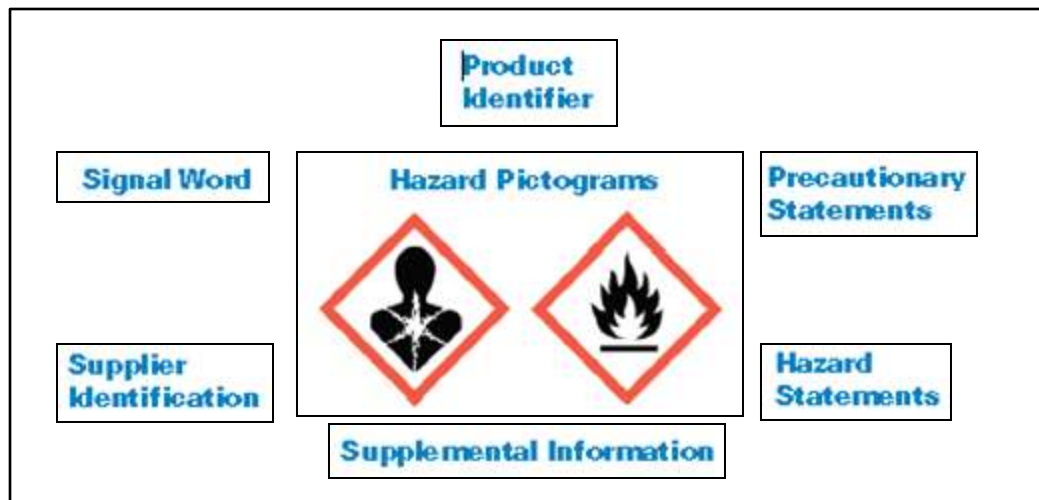 Product
Identifier
Signal Word
Hazard Pictograms
Precautionary
Statements
Supplier
Identification
Hazard
Statements
Supplemental Information